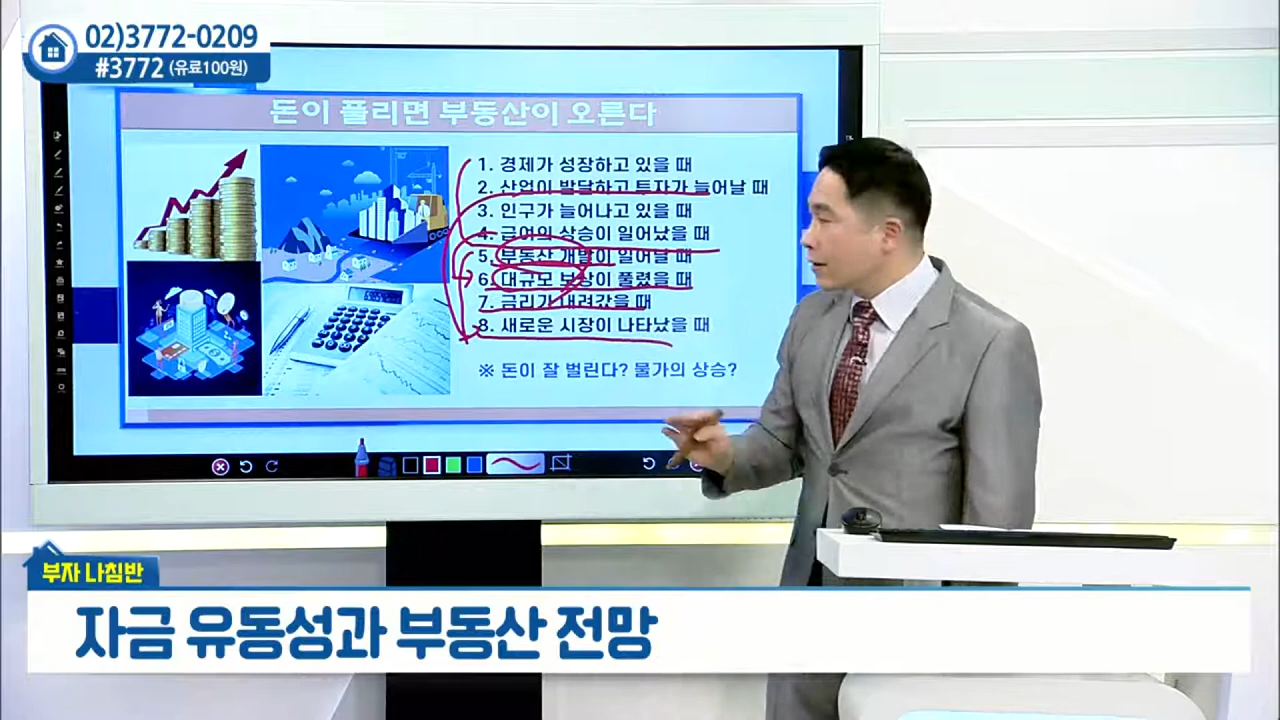 02)3772-0209
#3772 (유료100원)
돈이 풀리면 부동산이 오른다
1. 경제가 성장하고 있을 때
2. 산업이 발달하고 투자가 늘어날 때
3. 인구가 늘어나고 있을 때
4. 급여의 상승이 일어났을 때
5. 부동산 개발이 일어날 때
6. 대규모 보상이 풀렸을 때
7. 금리가 내려갔을 때
8. 새로운 시장이 나타났을 때
※ 돈이 잘 벌린다? 물가의 상승?
부자 나침반
자금 유동성과 부동산 전망